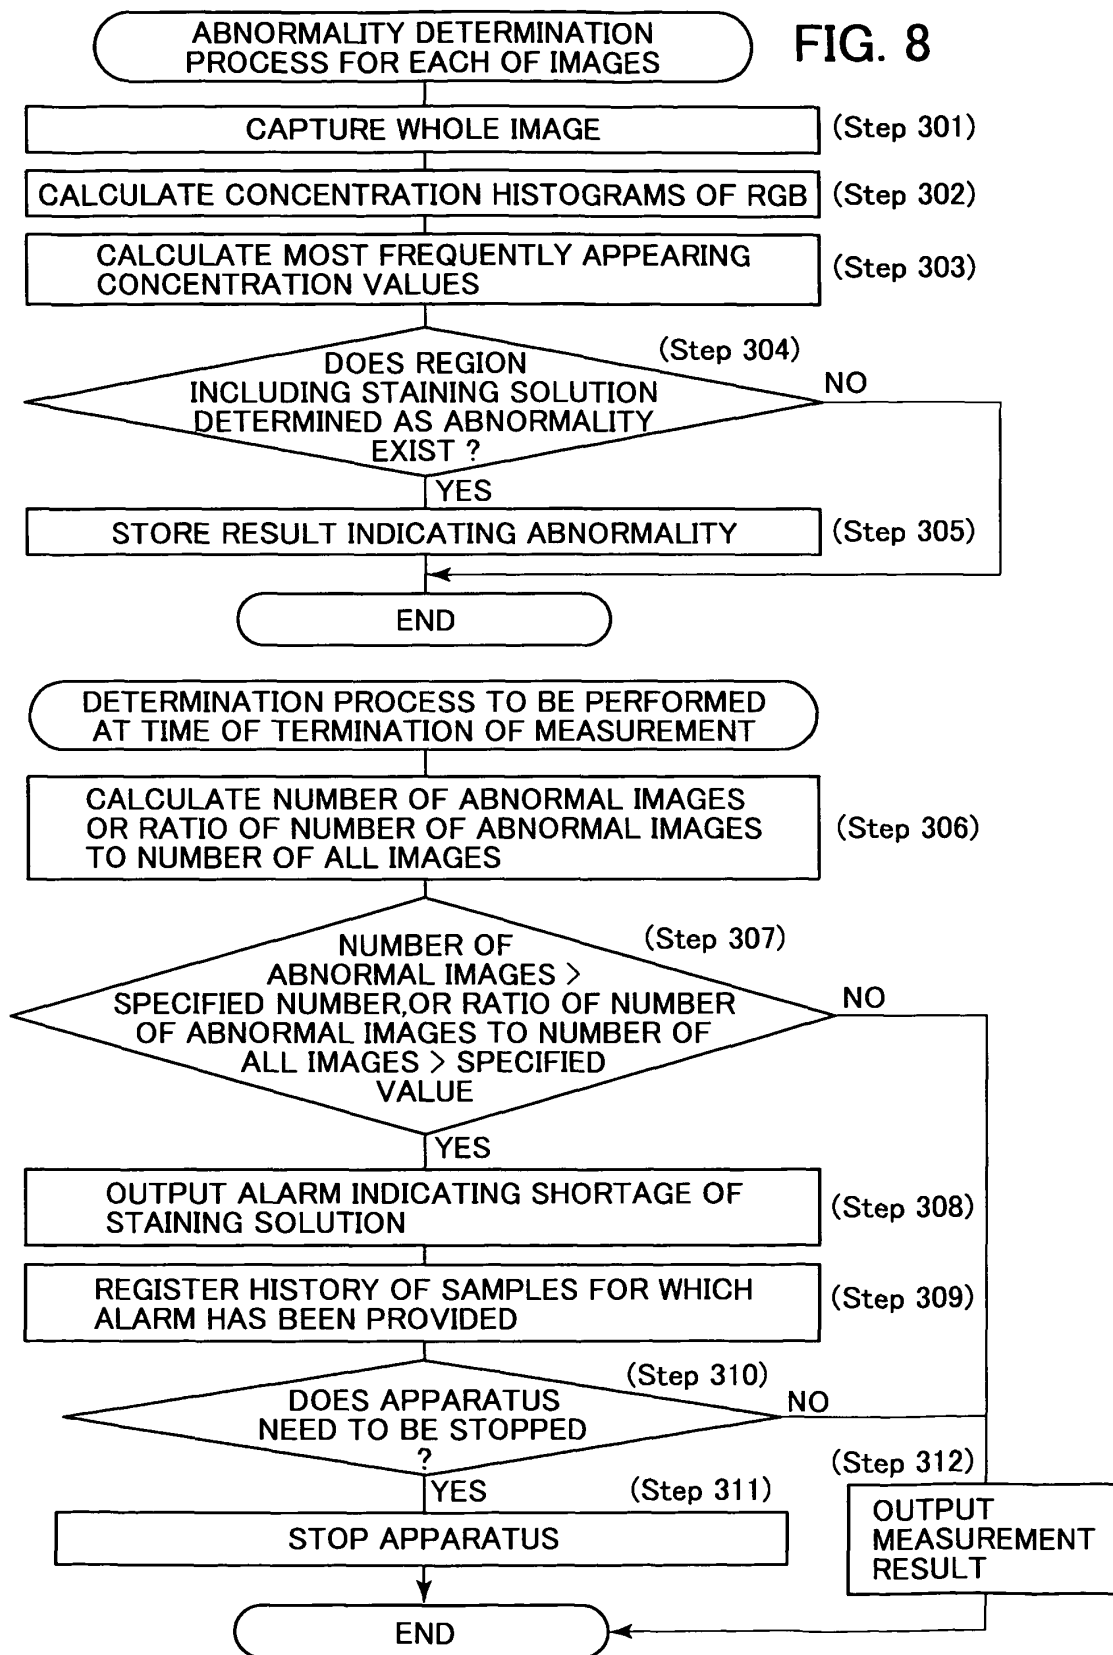 FIG. 8
ABNORMALITY DETERMINATION
PROCESS FOR EACH OF IMAGES
CAPTURE WHOLE IMAGE
(Step 301)
CALCULATE CONCENTRATION HISTOGRAMS OF RGB
(Step 302)
CALCULATE MOST FREQUENTLY APPEARING
CONCENTRATION VALUES
(Step 303)
(Step 304)
DOES REGION
INCLUDING STAINING SOLUTION
DETERMINED AS ABNORMALITY
EXIST ?
NO
YES
STORE RESULT INDICATING ABNORMALITY
(Step 305)
END
DETERMINATION PROCESS TO BE PERFORMED
AT TIME OF TERMINATION OF MEASUREMENT
CALCULATE NUMBER OF ABNORMAL IMAGES
OR RATIO OF NUMBER OF ABNORMAL IMAGES
TO NUMBER OF ALL IMAGES
(Step 306)
(Step 307)
NUMBER OF
ABNORMAL IMAGES >
SPECIFIED NUMBER,OR RATIO OF NUMBER
OF ABNORMAL IMAGES TO NUMBER OF
ALL IMAGES > SPECIFIED
VALUE
NO
YES
OUTPUT ALARM INDICATING SHORTAGE OF
STAINING SOLUTION
(Step 308)
REGISTER HISTORY OF SAMPLES FOR WHICH
ALARM HAS BEEN PROVIDED
(Step 309)
(Step 310)
DOES APPARATUS
NEED TO BE STOPPED
?
NO
YES
(Step 311)
STOP APPARATUS
(Step 312)
OUTPUT
MEASUREMENT
RESULT
END